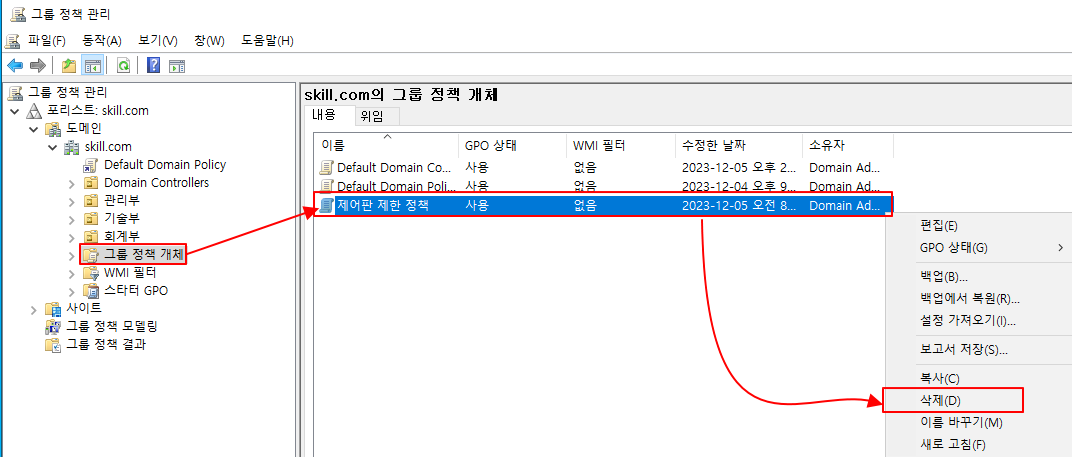 그룹 정책 관리
파일(F) 동작(A) 보기(V) 창(W) 도움말(H)
그룹 정책 관리
포리스트: skill.com
도메인
skill.com
Default Domain Policy
Domain Controllers
관리부
기술부
회계부
그룹 정책 개체
WMI 필터
스타터 GPO
사이트
그룹 정책 모델링
그룹 정책 결과
skill.com의 그룹 정책 개체
내용 위임
이름 GPO 상태 WMI 필터 수정한 날짜 소유자
Default Domain Co... 사용 없음 2023-12-05 오후 2... Domain Ad...
Default Domain Poli... 사용 없음 2023-12-04 오후 9... Domain Ad...
제어판 제한 정책 사용 없음 2023-12-05 오전 8... Domain Ad...
편집(E)
GPO 상태(G)
백업(B)...
백업에서 복원(R)...
설정 가져오기(I)...
보고서 저장(S)...
복사(C)
삭제(D)
이름 바꾸기(M)
새로 고침(F)